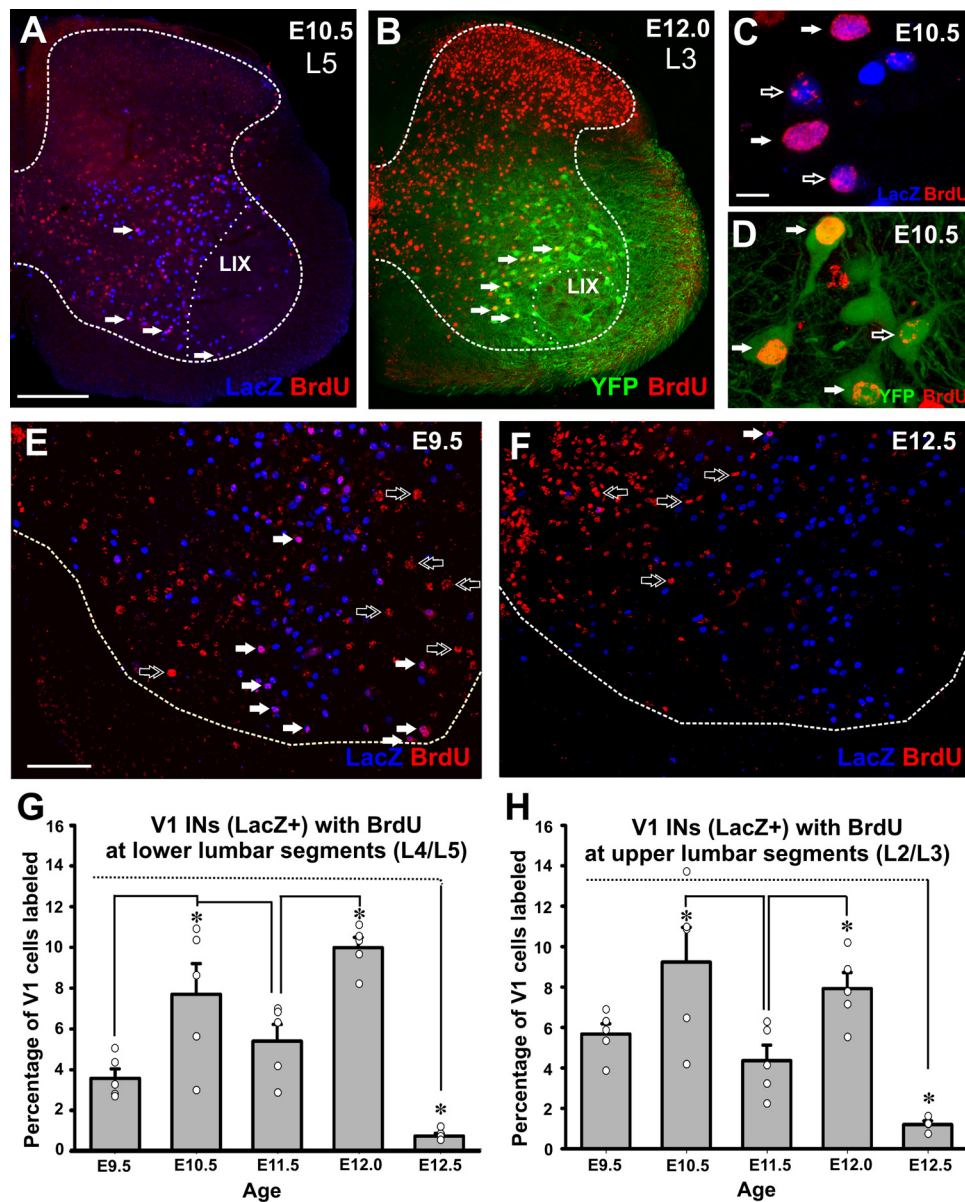 A
E10.5
L5
LIX
LacZ BrdU
B
E12.0
L3
LIX
YFP BrdU
C
E10.5
LacZ BrdU
D
E10.5
YFP BrdU
E
E9.5
LacZ BrdU
F
E12.5
LacZ BrdU
G
V1 INs (LacZ+) with BrdU
at lower lumbar segments (L4/L5)
Percentage of V1 cells labeled
16
14
12
10
8
6
4
2
0
*
*
*
E9.5 E10.5 E11.5 E12.0 E12.5
Age
H
V1 INs (LacZ+) with BrdU
at upper lumbar segments (L2/L3)
Percentage of V1 cells labeled
16
14
12
10
8
6
4
2
0
*
*
*
E9.5 E10.5 E11.5 E12.0 E12.5
Age